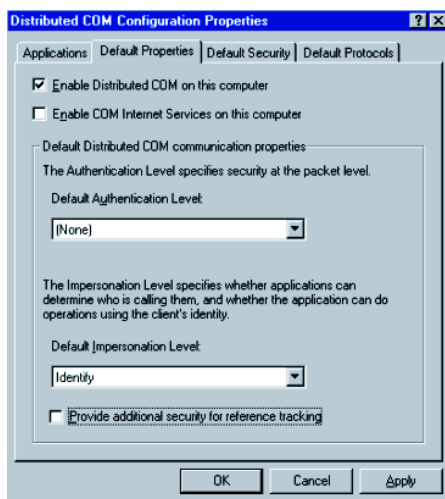 Distributed COM Configuration Properties
Applications Default Properties Default Security Default Protocols
Enable Distributed COM on this computer
Enable COM Internet Services on this computer
Default Distributed COM communication properties
The Authentication Level specifies security at the packet level.
Default Authentication Level:
(None)
The Impersonation Level specifies whether applications can
determine who is calling them, and whether the application can do
operations using the client's identity.
Default Impersonation Level:
Identify
Provide additional security for reference tracking
OK Cancel Apply